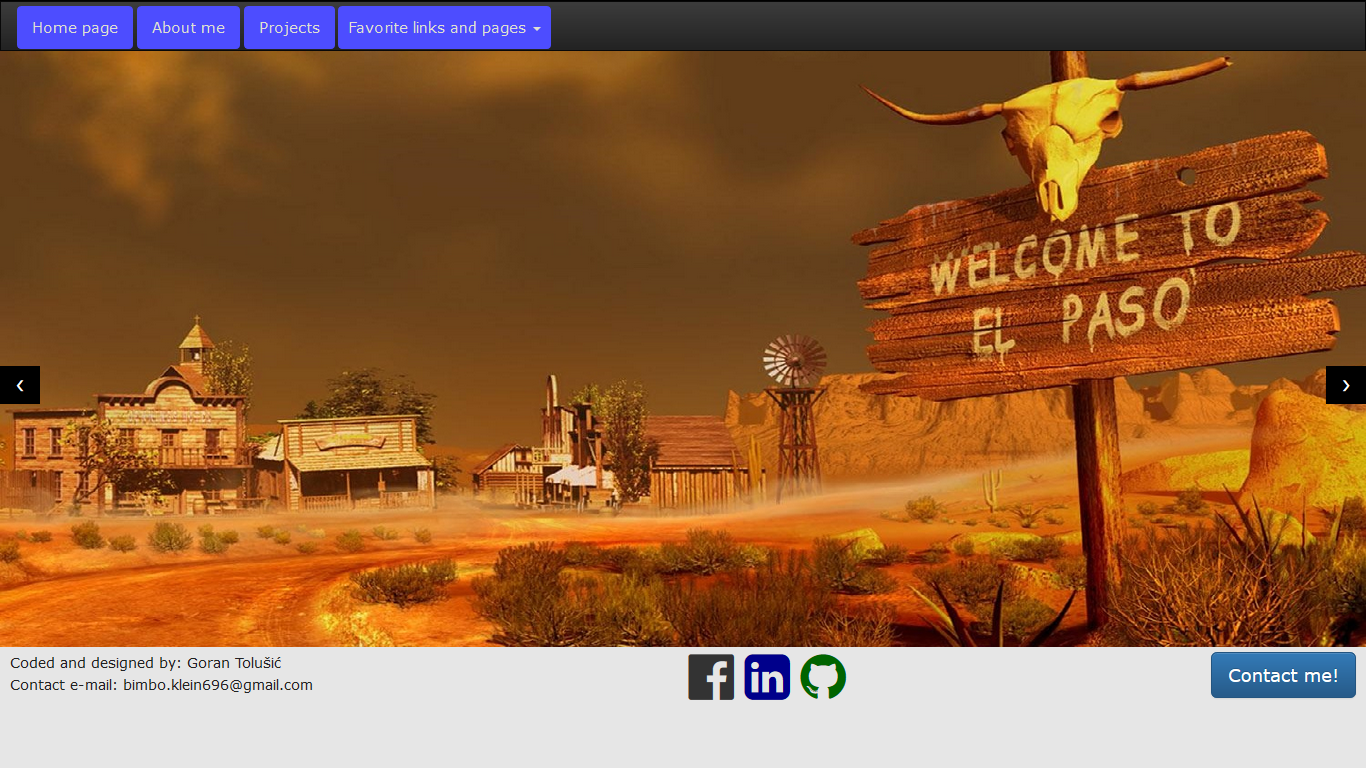 Home page
About me
Projects
Favorite links and pages
WELCOME TO
EL PASO
‹
›
Coded and designed by: Goran Tolušić
Contact e-mail: bimbo.klein696@gmail.com
in
Contact me!